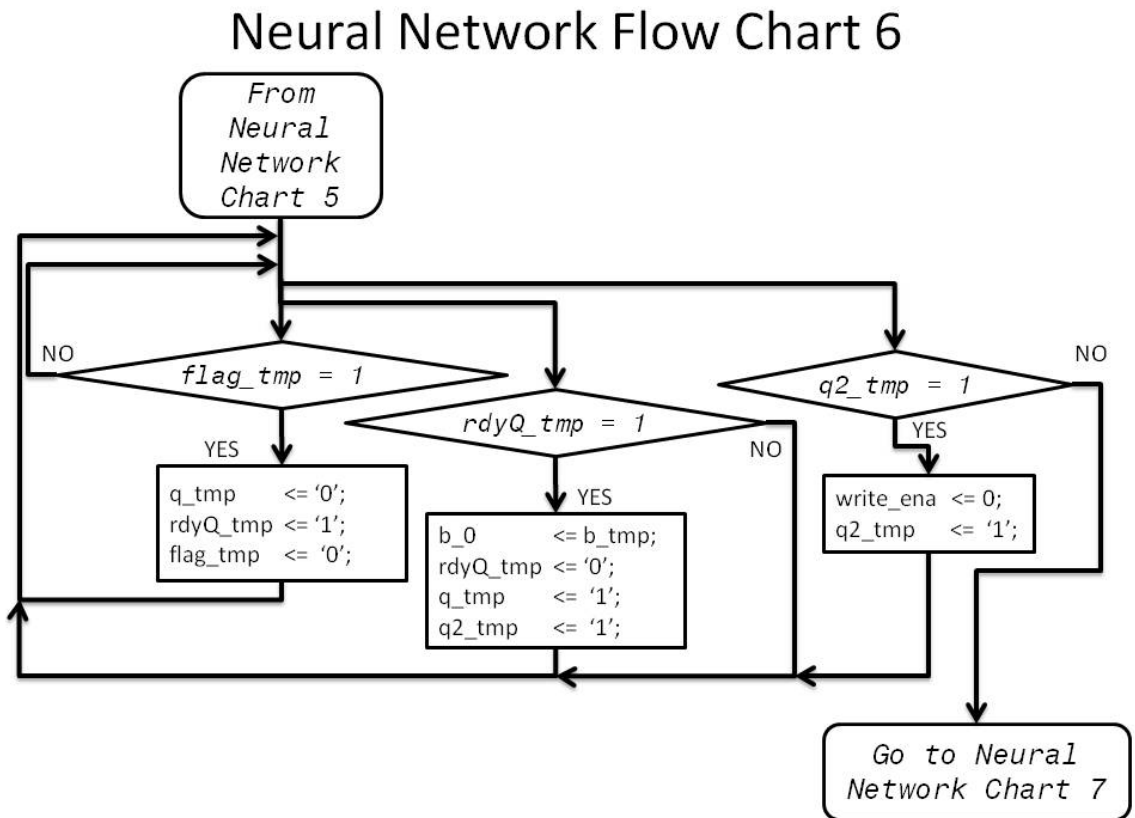 Neural Network Flow Chart 6
From
Neural
Network
Chart 5
NO
flag_tmp = 1
YES
q_tmp <= ‘0’;
rdyQ_tmp <= ‘1’;
flag_tmp <= ‘0’;
rdyQ_tmp = 1
NO
YES
b_0 <= b_tmp;
rdyQ_tmp <= ‘0’;
q_tmp <= ‘1’;
q2_tmp <= ‘1’;
q2_tmp = 1
NO
YES
write_ena <= 0;
q2_tmp <= ‘1’;
Go to Neural
Network Chart 7